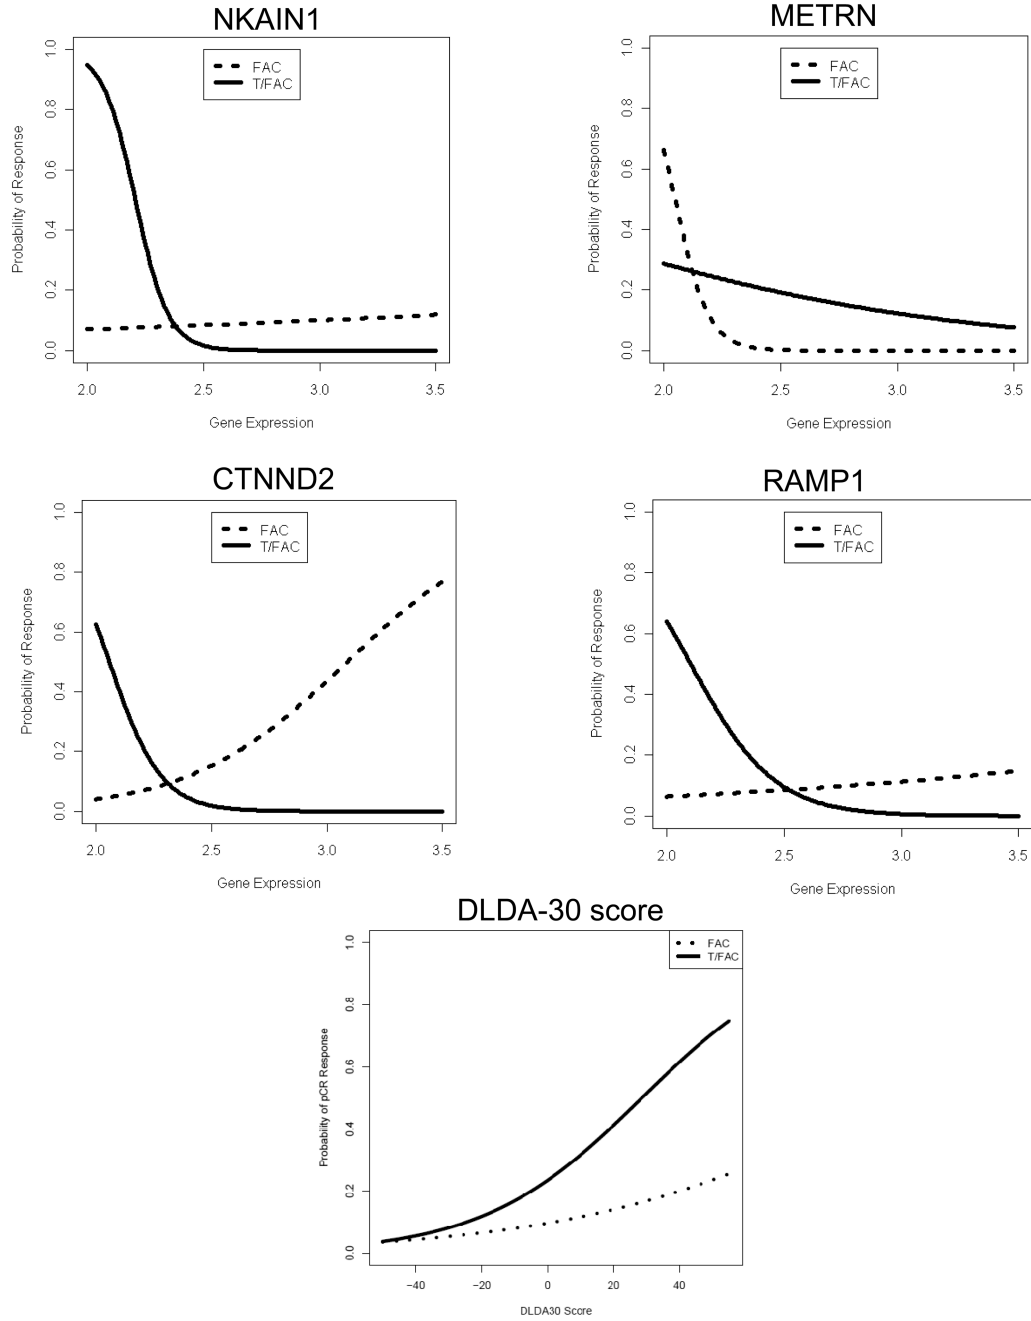 NKAIN1
METRN
FAC
T/FAC
FAC
T/FAC
Probability of Response
Probability of Response
0.0 0.2 0.4 0.6 0.8 1.0
0.0 0.2 0.4 0.6 0.8 1.0
2.0 2.5 3.0 3.5
2.0 2.5 3.0 3.5
Gene Expression
Gene Expression
CTNND2
RAMP1
FAC
T/FAC
FAC
T/FAC
Probability of Response
Probability of Response
0.0 0.2 0.4 0.6 0.8 1.0
0.0 0.2 0.4 0.6 0.8 1.0
2.0 2.5 3.0 3.5
2.0 2.5 3.0 3.5
Gene Expression
Gene Expression
DLDA-30 score
FAC
T/FAC
Probability of pCR Response
0.0 0.2 0.4 0.6 0.8 1.0
−40 −20 0 20 40
DLDA30 Score